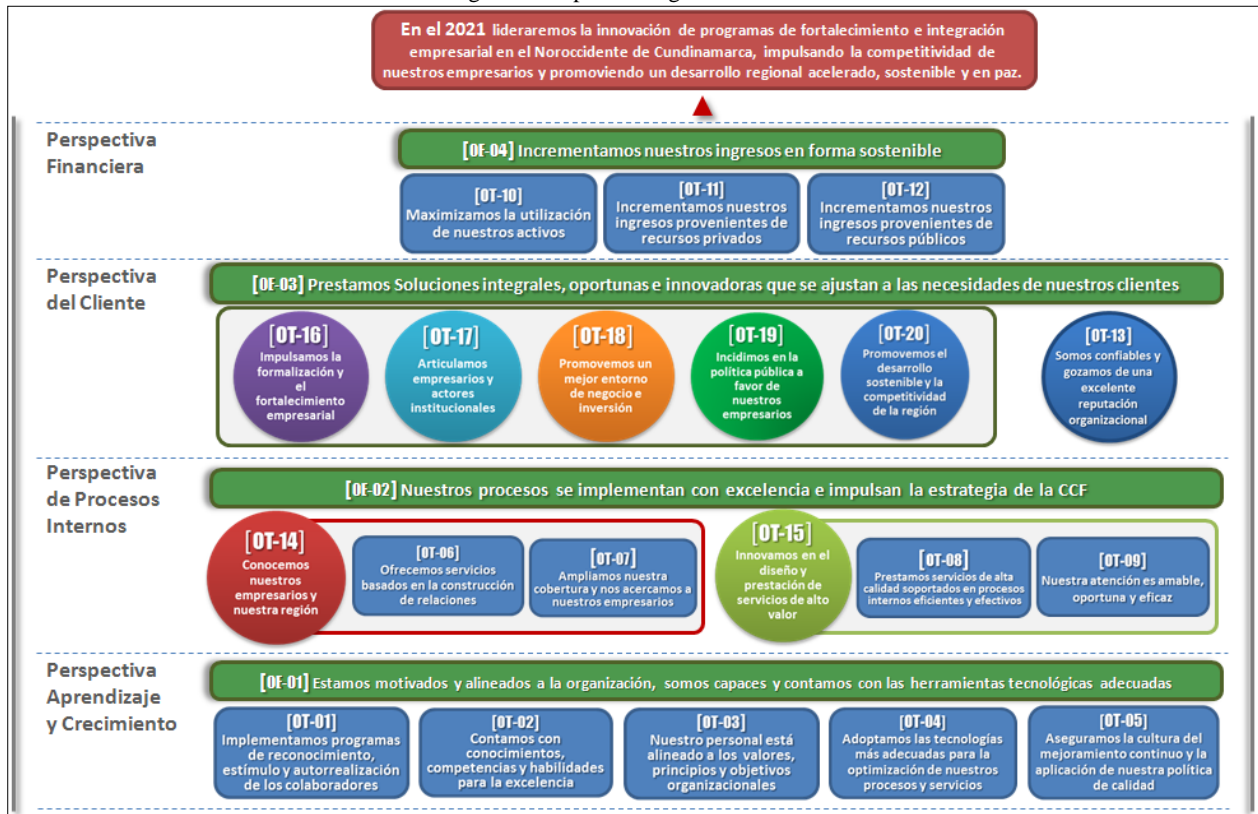 En el 2021 lideraremos la innovación de programas de fortalecimiento e integración
empresarial en el Noroccidente de Cundinamarca, impulsando la competitividad de
nuestros empresarios y promoviendo un desarrollo regional acelerado, sostenible y en paz.
Perspectiva
Financiera
[OE-04] Incrementamos nuestros ingresos en forma sostenible
[OT-10]
Maximizamos la utilización
de nuestros activos
[OT-11]
Incrementamos nuestros
ingresos provenientes de
recursos privados
[OT-12]
Incrementamos nuestros
ingresos provenientes de
recursos públicos
Perspectiva
del Cliente
[OE-03] Prestamos Soluciones integrales, oportunas e innovadoras que se ajustan a las necesidades de nuestros clientes
[OT-16]
Impulsamos la
formalización y
el
fortalecimiento
empresarial
[OT-17]
Articulamos
empresarios y
actores
institucionales
[OT-18]
Promovemos un
mejor entorno
de negocio e
inversión
[OT-19]
Incidimos en la
política pública a
favor de
nuestros
empresarios
[OT-20]
Promovemos el
desarrollo
sostenible y la
competitividad
de la región
[OT-13]
Somos confiables y
gozamos de una
excelente
reputación
organizacional
Perspectiva
de Procesos
Internos
[OE-02] Nuestros procesos se implementan con excelencia e impulsan la estrategia de la CCF
[OT-14]
Conocemos
nuestros
empresarios y
nuestra región
[OT-06]
Ofrecemos servicios
basados en la construcción
de relaciones
[OT-07]
Ampliamos nuestra
cobertura y nos acercamos a
nuestros empresarios
[OT-15]
Innovamos en el
diseño y
prestación de
servicios de alto
valor
[OT-08]
Prestamos servicios de alta
calidad soportados en procesos
internos eficientes y efectivos
[OT-09]
Nuestra atención es amable,
oportuna y eficaz
Perspectiva
Aprendizaje
y Crecimiento
[OE-01] Estamos motivados y alineados a la organización, somos capaces y contamos con las herramientas tecnológicas adecuadas
[OT-01]
Implementamos programas
de reconocimiento,
estímulo y autorrealización
de los colaboradores
[OT-02]
Contamos con
conocimientos,
competencias y habilidades
para la excelencia
[OT-03]
Nuestro personal está
alineado a los valores,
principios y objetivos
organizacionales
[OT-04]
Adoptamos las tecnologías
más adecuadas para la
optimización de nuestros
procesos y servicios
[OT-05]
Aseguramos la cultura del
mejoramiento continuo y la
aplicación de nuestra política
de calidad